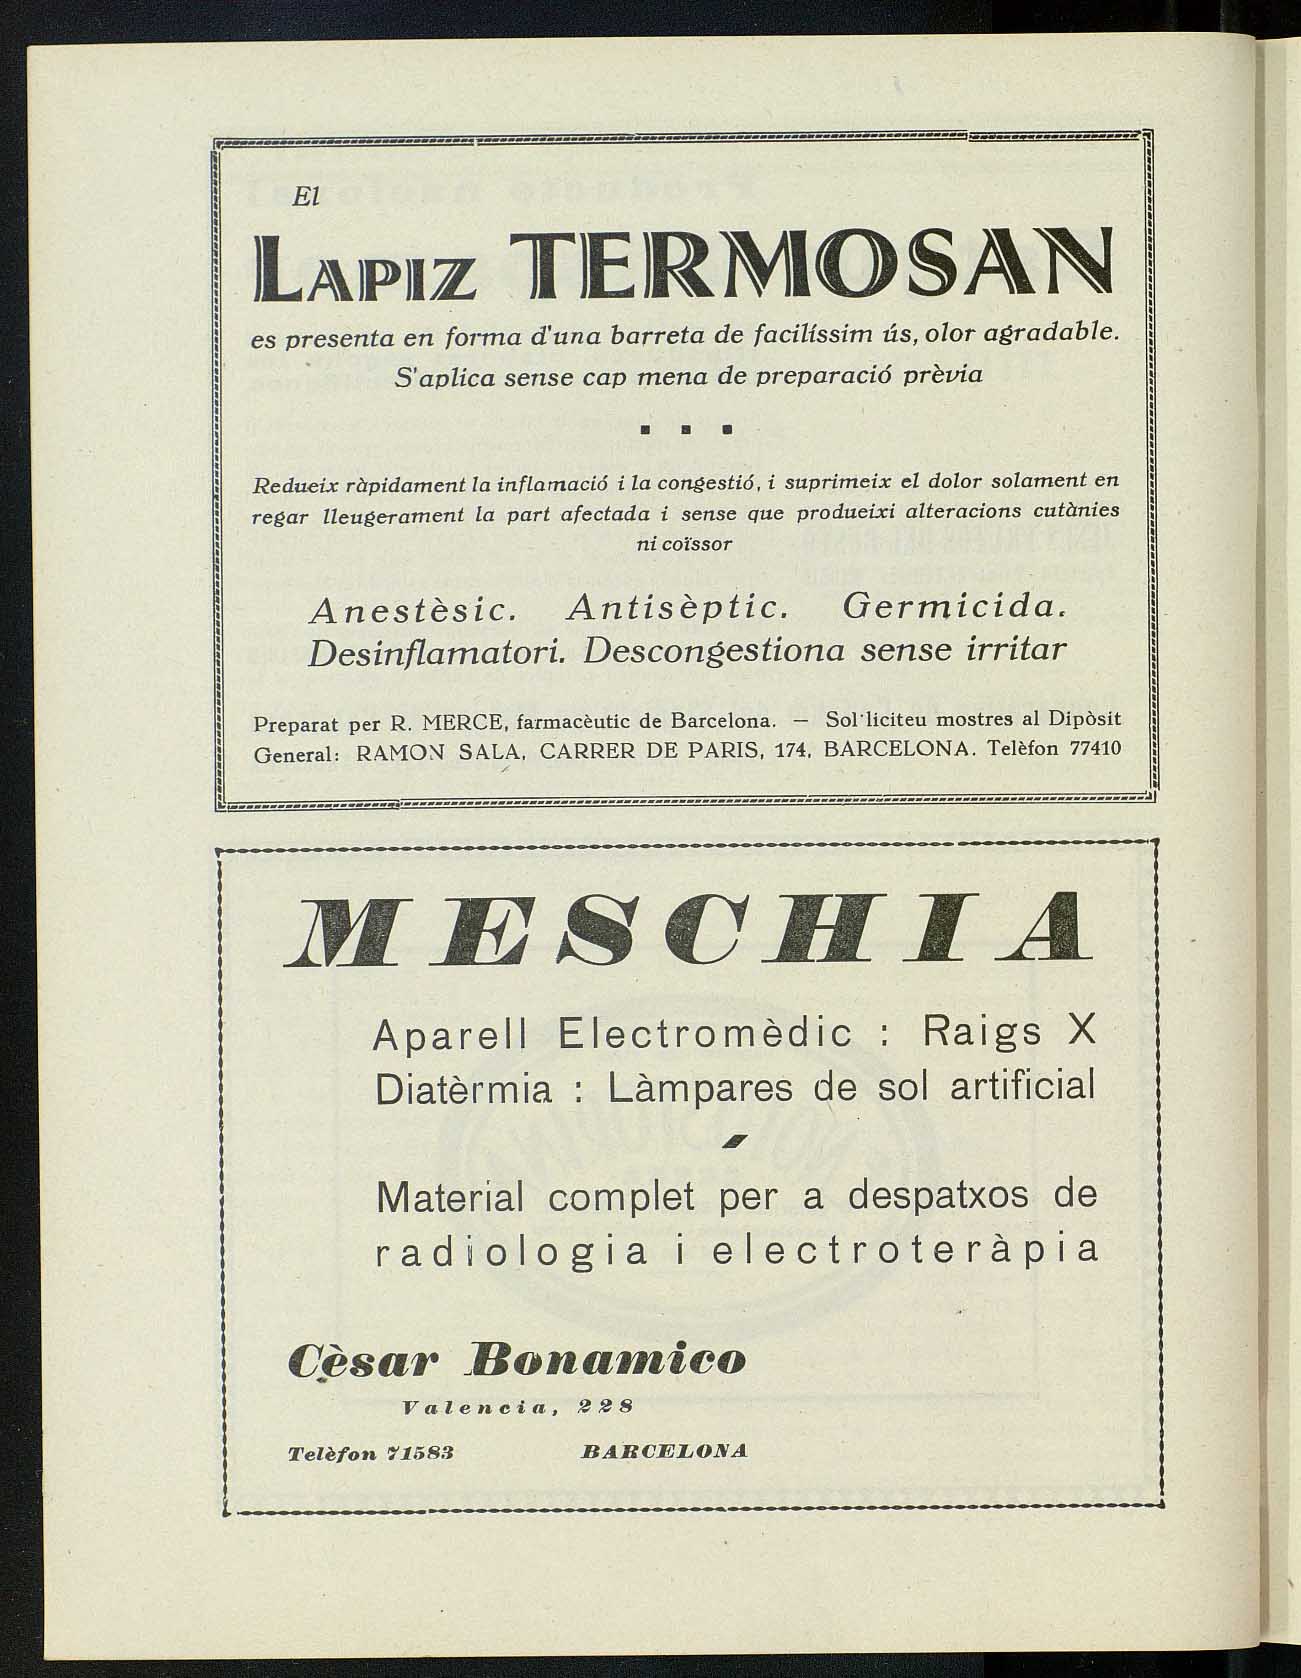 El
LAPIZ TERMOSAN
es presenta en forma d'una barreta de facilíssim ús, olor agradable.
S'aplica sense cap mena de preparació prèvia
Redueix ràpidament la inflamació i la congestió, i suprimeix el dolor solament en
regar lleugerament la part afectada i sense que produeixi alteracions cutànies
ni coïssor
Anestèsic. Antisèptic. Germicida.
Desinflamatori. Descongestiona sense irritar
Preparat per R. MERCE, farmacèutic de Barcelona. — Sol·liciteu mostres al Dipòsit
General: RAMON SALA, CARRER DE PARIS, 174, BARCELONA. Telèfon 77410
MESCHIA
Aparell Electromèdic : Raigs X
Diatèrmia : Làmpares de sol artificial
Material complet per a despatxos de
radiologia i electroteràpia
Cèsar Bonamico
Valencia, 228
Telèfon 71583 BARCELONA